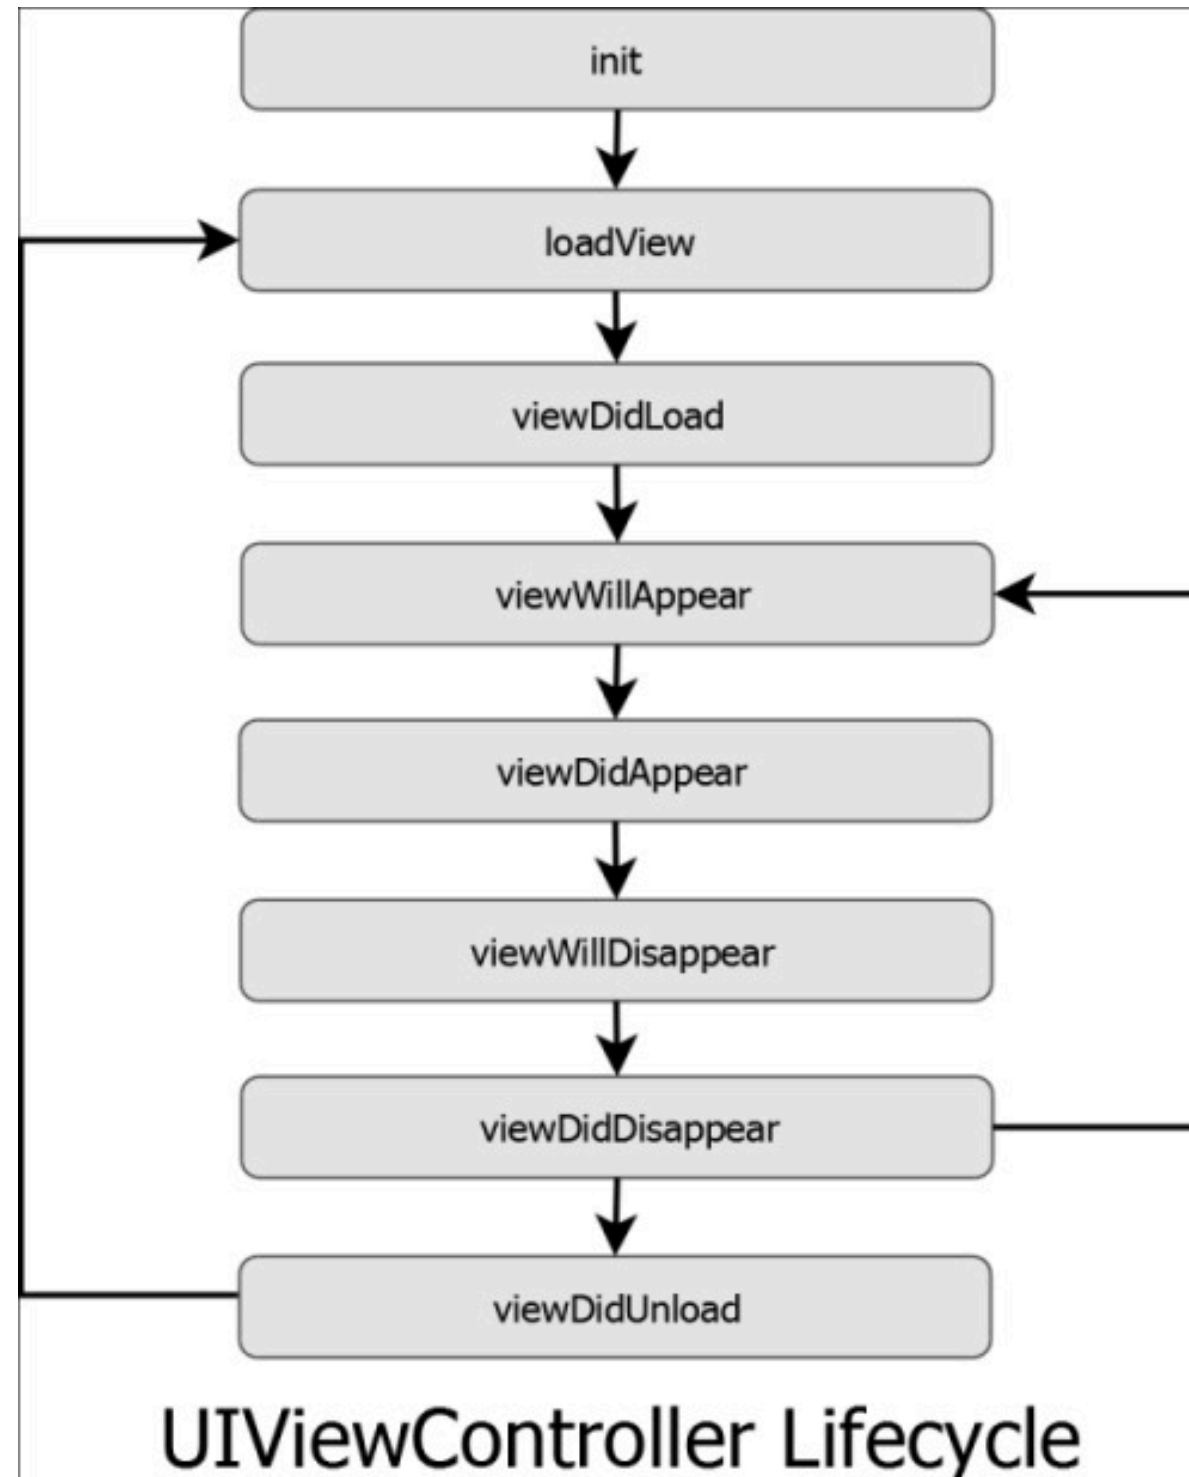 init
loadView
viewDidLoad
viewWillAppear
viewDidAppear
viewWillDisappear
viewDidDisappear
viewDidUnload
UIViewController Lifecycle